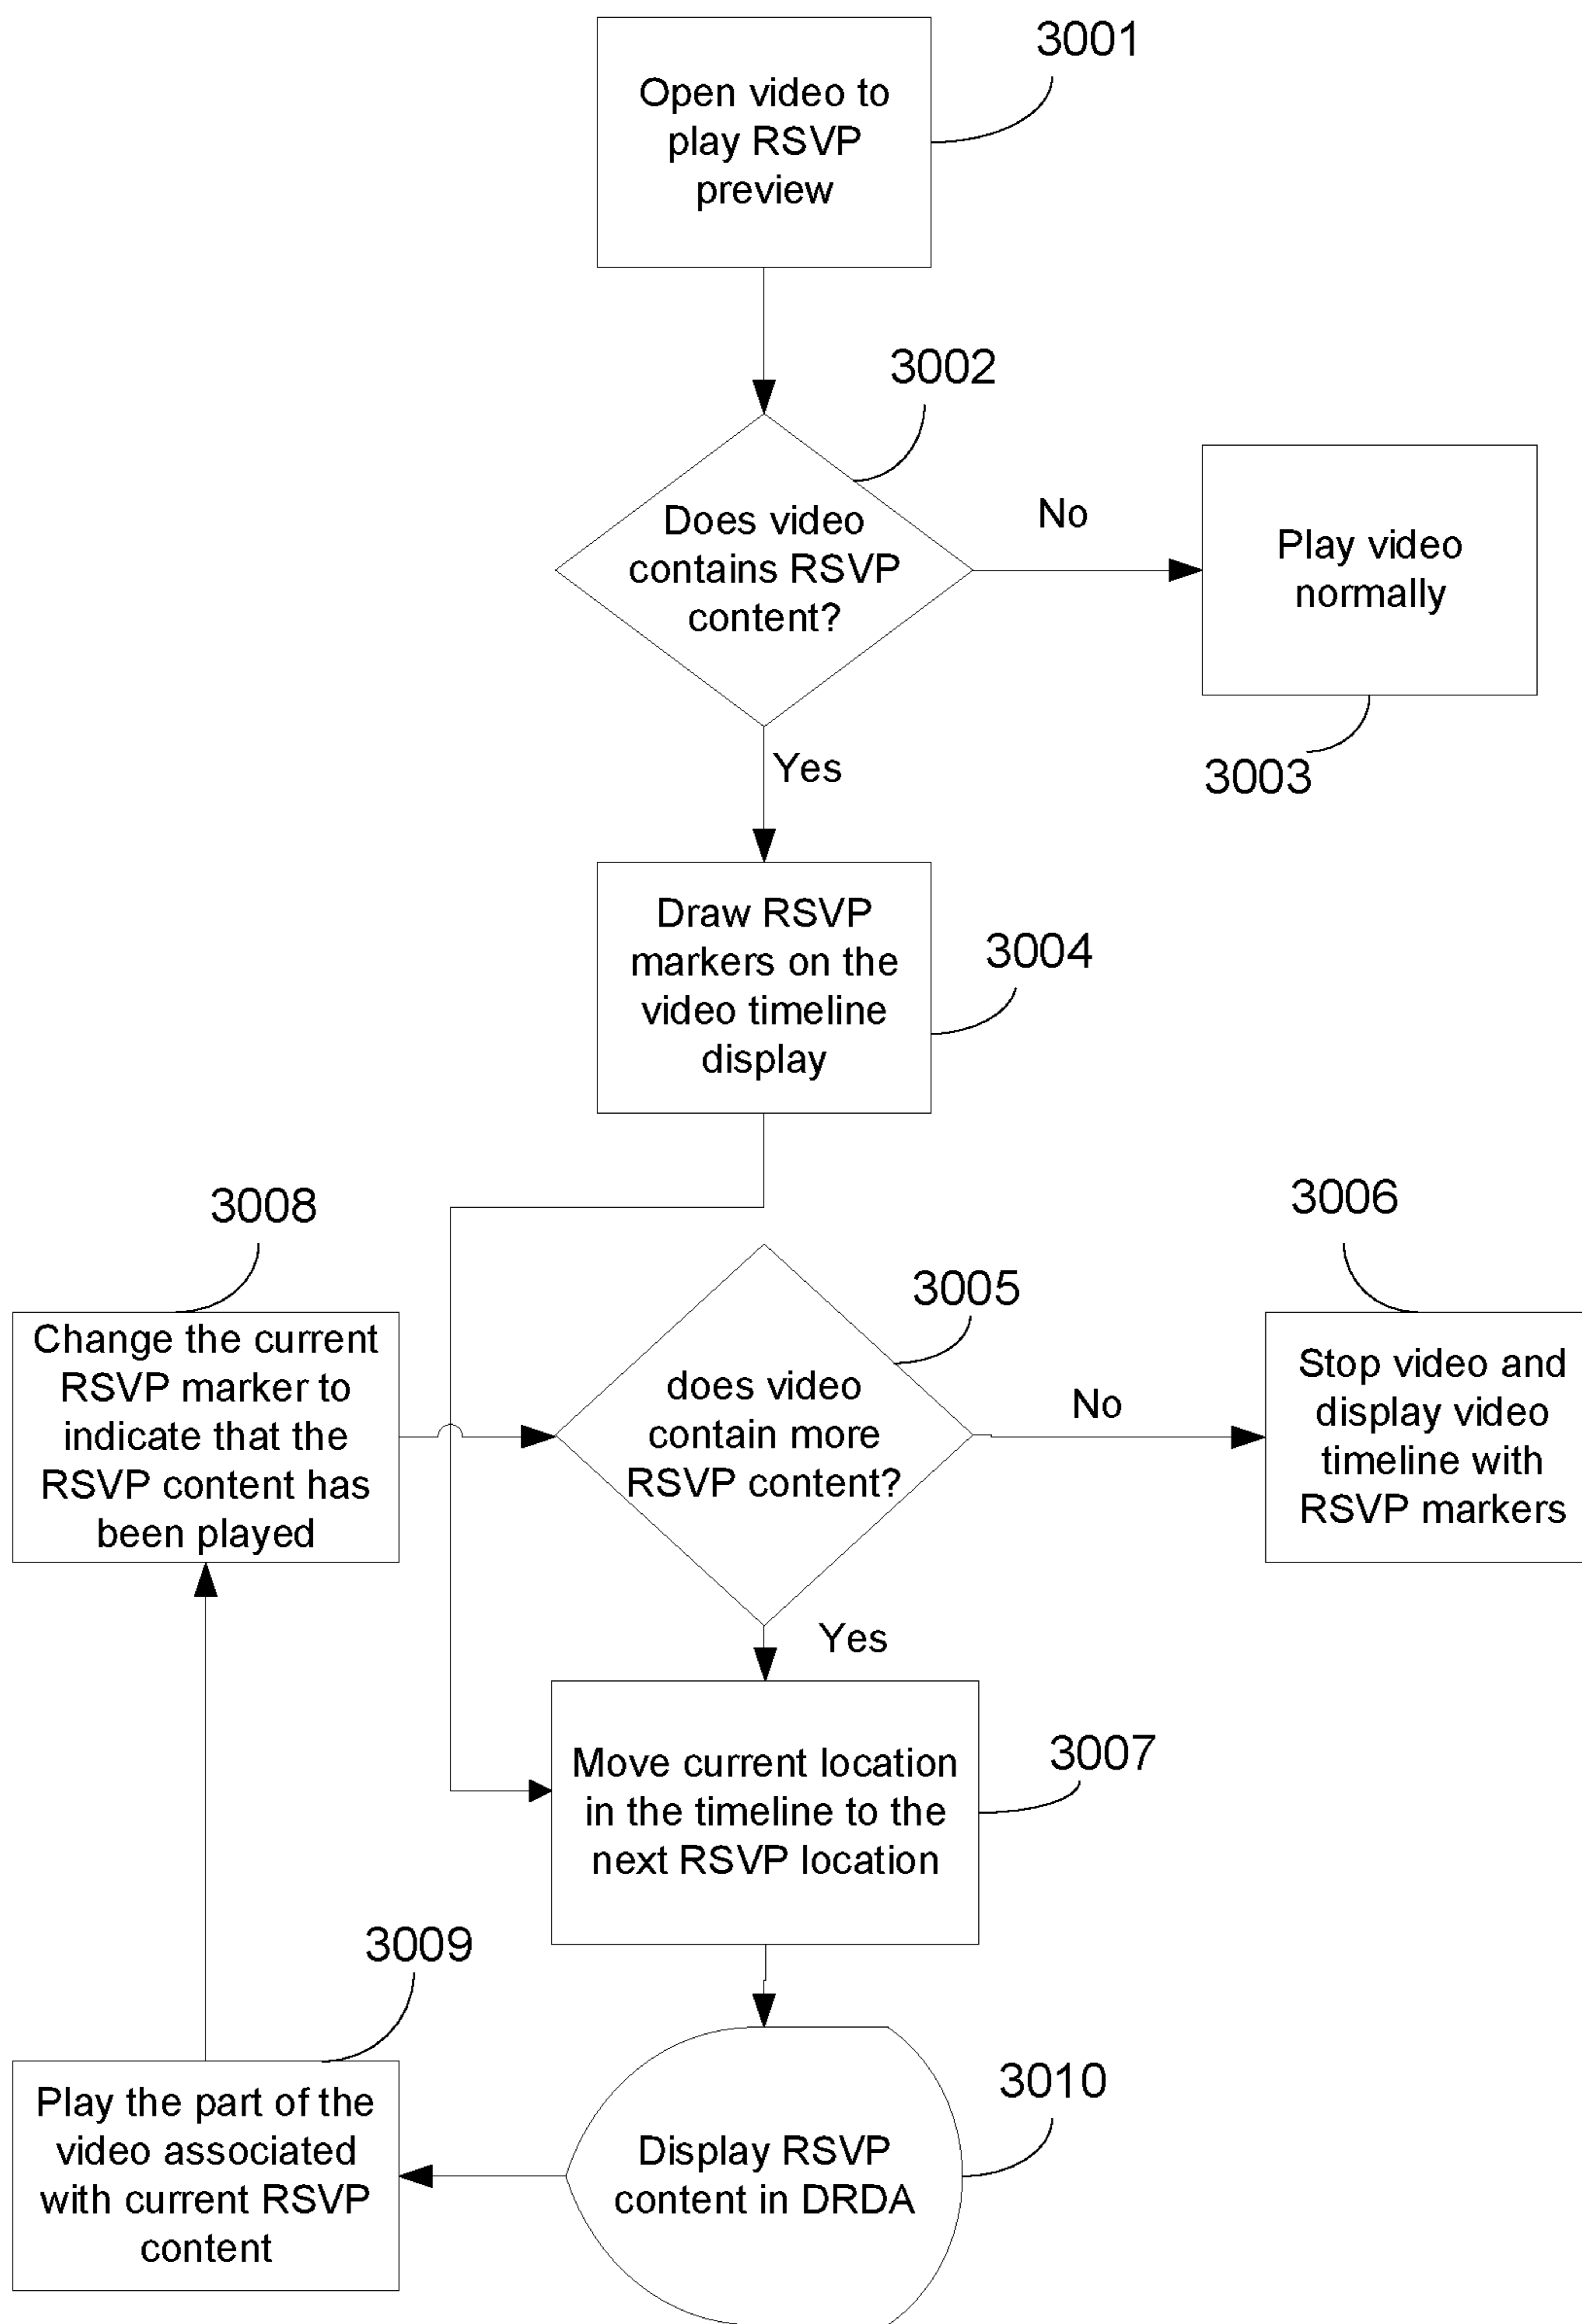 3001
Open video to
play RSVP
preview
3002
Does video
contains RSVP
content?
No
Play video
normally
3003
Yes
Draw RSVP
markers on the
video timeline
display
3004
3008
Change the current
RSVP marker to
indicate that the
RSVP content has
been played
3005
does video
contain more
RSVP content?
No
3006
Stop video and
display video
timeline with
RSVP markers
Yes
Move current location
in the timeline to the
next RSVP location
3007
3009
Play the part of the
video associated
with current RSVP
content
Display RSVP
content in DRDA
3010